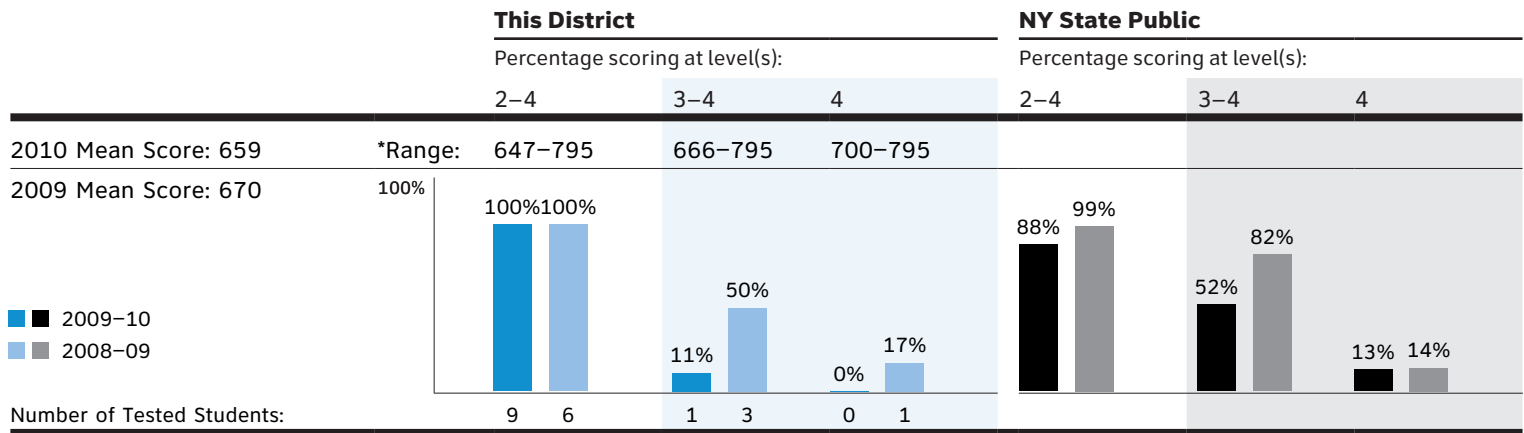 This District NY State Public
Percentage scoring at level(s): Percentage scoring at level(s):
2–4 3–4 4 2–4 3–4 4
2010 Mean Score: 659 *Range: 647–795 666–795 700–795
2009 Mean Score: 670 100%
100% 100% 88% 99%
50% 82%
11% 52%
0% 17% 13% 14%
2009–10
2008–09
Number of Tested Students: 9 6 1 3 0 1